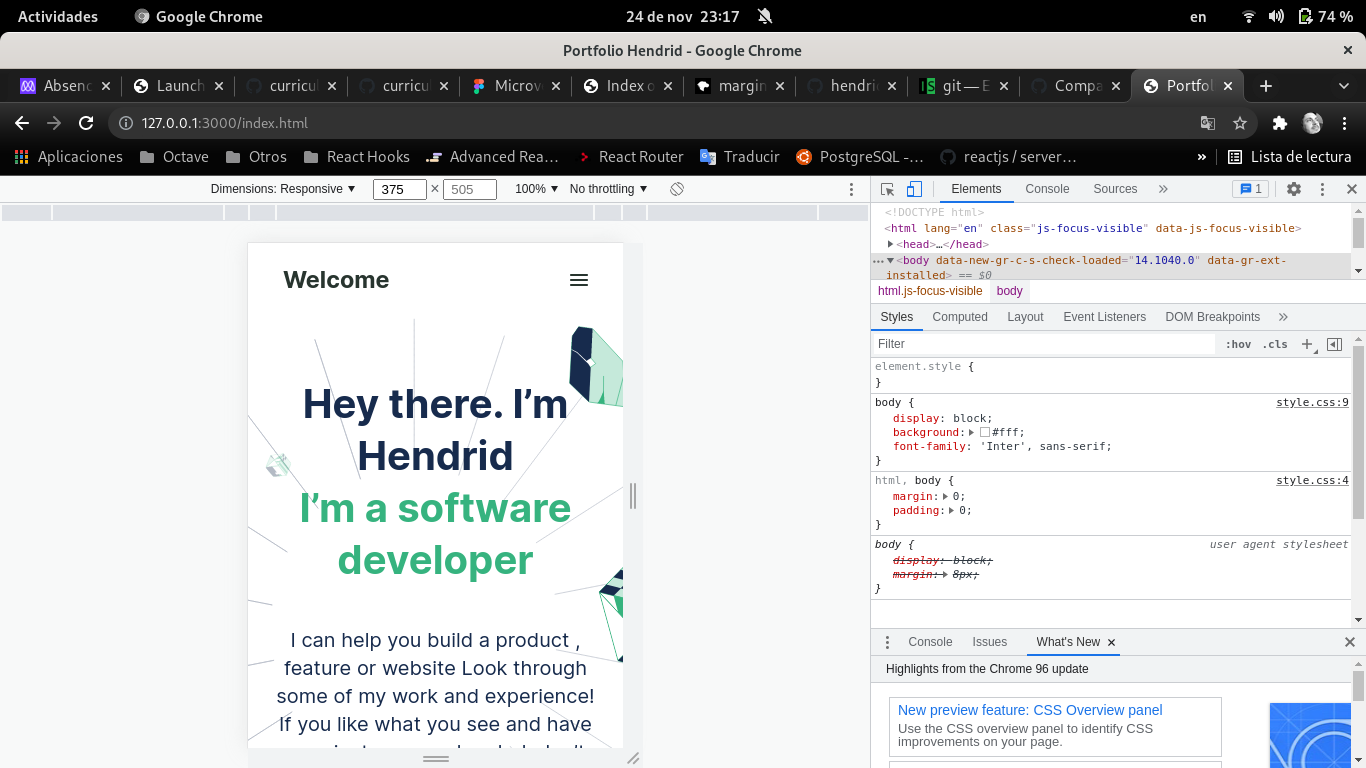 Actividades Google Chrome 24 de nov 23:17 en 74 %
Portfolio Hendrid - Google Chrome
Absenc Launch curricul curricul Microve Index o margin hendri git — E Compa Portfol
127.0.0.1:3000/index.html
Aplicaciones Octave Otros React Hooks Advanced Rea… React Router Traducir PostgreSQL -… reactjs / server… » Lista de lectura
Dimensions: Responsive 375 × 505 100% No throttling
Elements Console Sources » 1
<!DOCTYPE html>
<html lang="en" class="js-focus-visible" data-js-focus-visible>
<head>…</head>
<body data-new-gr-c-s-check-loaded="14.1040.0" data-gr-ext-
installed> == $0
html.js-focus-visible body
Styles Computed Layout Event Listeners DOM Breakpoints »
Filter :hov .cls
element.style {
}
body { style.css:9
display: block;
background: #fff;
font-family: 'Inter', sans-serif;
}
html, body { style.css:4
margin: 0;
padding: 0;
}
body { user agent stylesheet
display: block;
margin: 8px;
}
Console Issues What's New
Highlights from the Chrome 96 update
New preview feature: CSS Overview panel
Use the CSS overview panel to identify CSS
improvements on your page.
Welcome
Hey there. I’m
Hendrid
I’m a software
developer
I can help you build a product ,
feature or website Look through
some of my work and experience!
If you like what you see and have